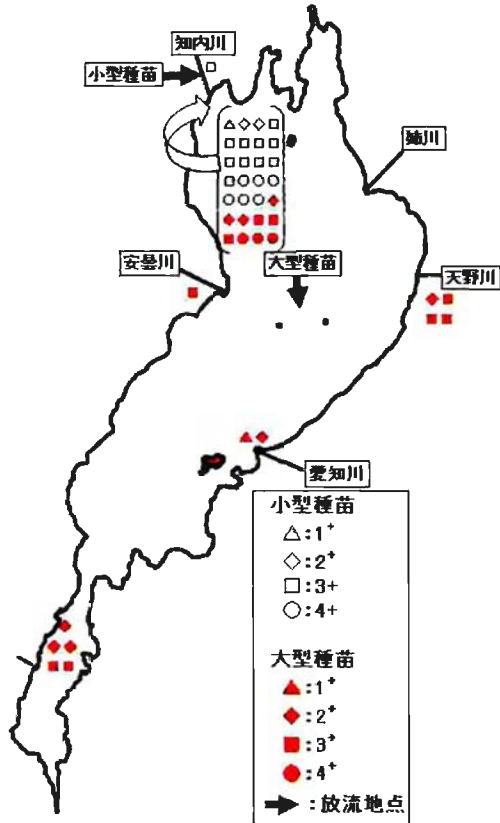 知内川
小型種苗
姉川
安曇川
大型種苗
天野川
愛知川
小型種苗
△:1⁺
◇:2⁺
□:3+
○:4+
大型種苗
▲:1⁺
◆:2⁺
■:3⁺
●:4⁺
➡:放流地点